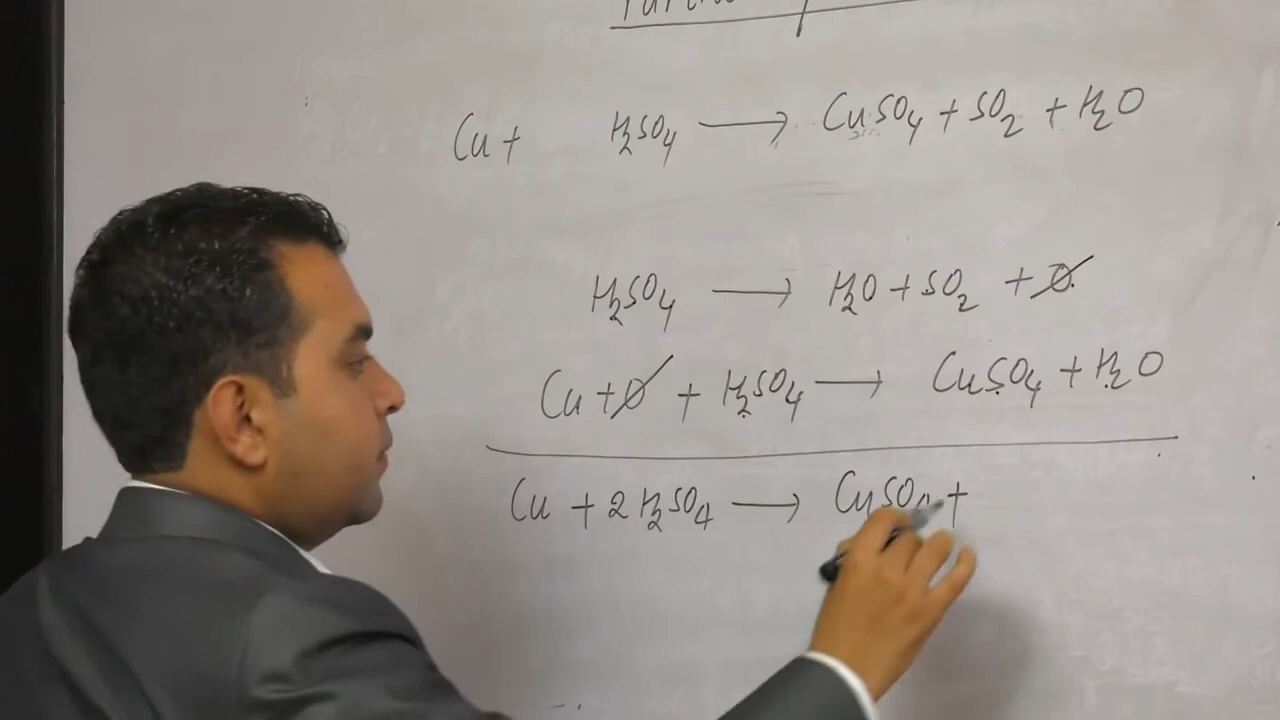 Cu + H₂SO₄ → CuSO₄ + SO₂ + H₂O
H₂SO₄ → H₂O + SO₂ + O
Cu + O + H₂SO₄ → CuSO₄ + H₂O
Cu + 2H₂SO₄ → CuSO₄ +